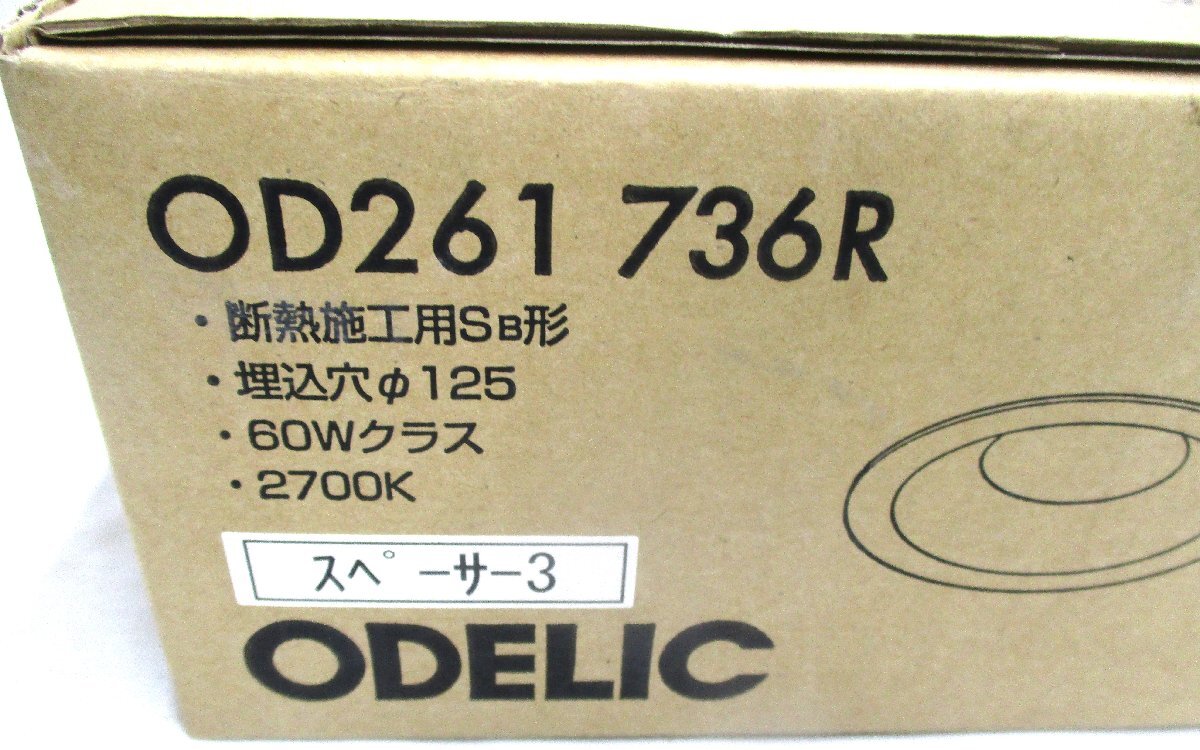 OD261 736R
・断熱施工用SB形
・埋込穴φ125
・60Wクラス
・2700K
スペーサー3
ODELIC